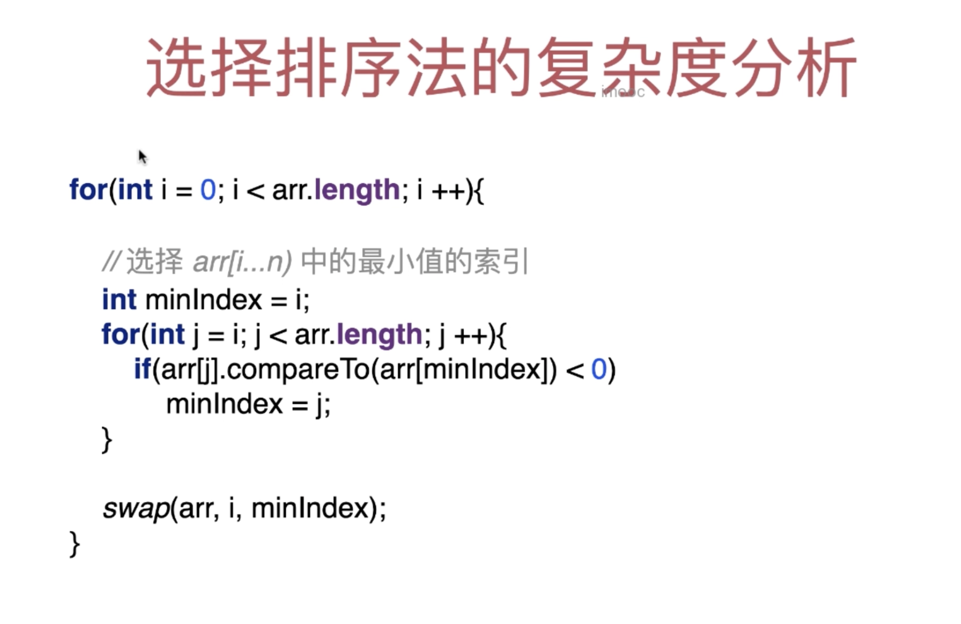 选择排序法的复杂度分析
imooc
for(int i = 0; i < arr.length; i ++){
// 选择 arr[i...n) 中的最小值的索引
int minIndex = i;
for(int j = i; j < arr.length; j ++){
if(arr[j].compareTo(arr[minIndex]) < 0)
minIndex = j;
}
swap(arr, i, minIndex);
}